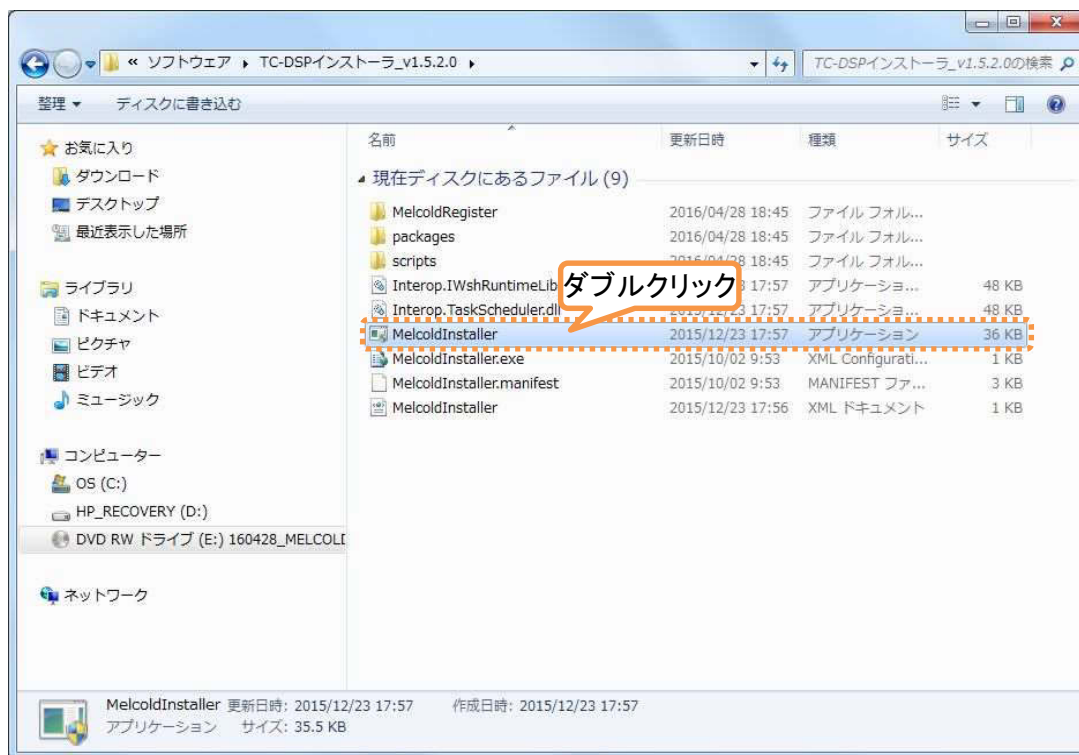 « ソフトウェア ▸ TC-DSPインストーラ_v1.5.2.0 ▸ TC-DSPインストーラ_v1.5.2.0の検索
整理 ▼ ディスクに書き込む
お気に入り
ダウンロード
デスクトップ
最近表示した場所
ライブラリ
ドキュメント
ピクチャ
ビデオ
ミュージック
コンピューター
OS (C:)
HP_RECOVERY (D:)
DVD RW ドライブ (E:) 160428_MELCOLD
ネットワーク
名前 更新日時 種類 サイズ
現在ディスクにあるファイル (9)
MelcoldRegister 2016/04/28 18:45 ファイル フォル...
packages 2016/04/28 18:45 ファイル フォル...
scripts 2016/04/28 18:45 ファイル フォル...
Interop.IWshRuntimeLib 17:57 アプリケーショ... 48 KB
Interop.TaskScheduler.dll 2015/12/23 17:57 アプリケーショ... 48 KB
ダブルクリック
MelcoldInstaller 2015/12/23 17:57 アプリケーション 36 KB
MelcoldInstaller.exe 2015/10/02 9:53 XML Configurati... 1 KB
MelcoldInstaller.manifest 2015/10/02 9:53 MANIFEST ファ... 3 KB
MelcoldInstaller 2015/12/23 17:56 XML ドキュメント 1 KB
MelcoldInstaller 更新日時: 2015/12/23 17:57 作成日時: 2015/12/23 17:57
アプリケーション サイズ: 35.5 KB